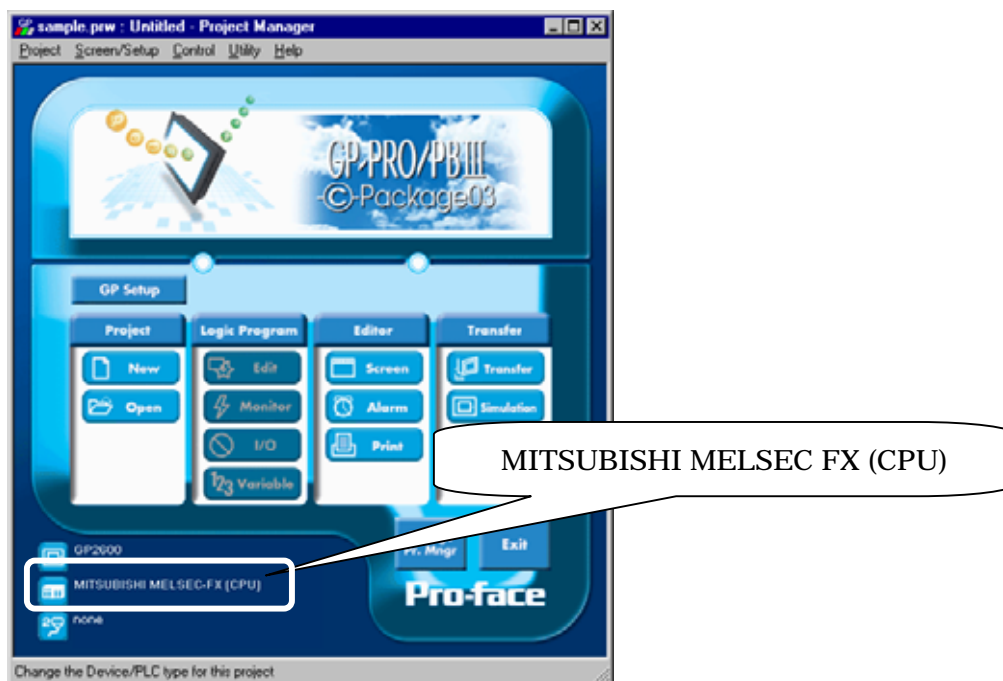 sample.prw : Untitled - Project Manager
Project Screen/Setup Control Utility Help
GP-PRO/PBIII
-C-Package03
GP Setup
Project Logic Program Editor Transfer
New Edit Screen Transfer
Open Monitor Alarm Simulation
I/O Print
Variable
MITSUBISHI MELSEC FX (CPU)
Pr. Mngr Exit
GP2600
MITSUBISHI MELSEC-FX (CPU)
Pro-face
none
Change the Device/PLC type for this project